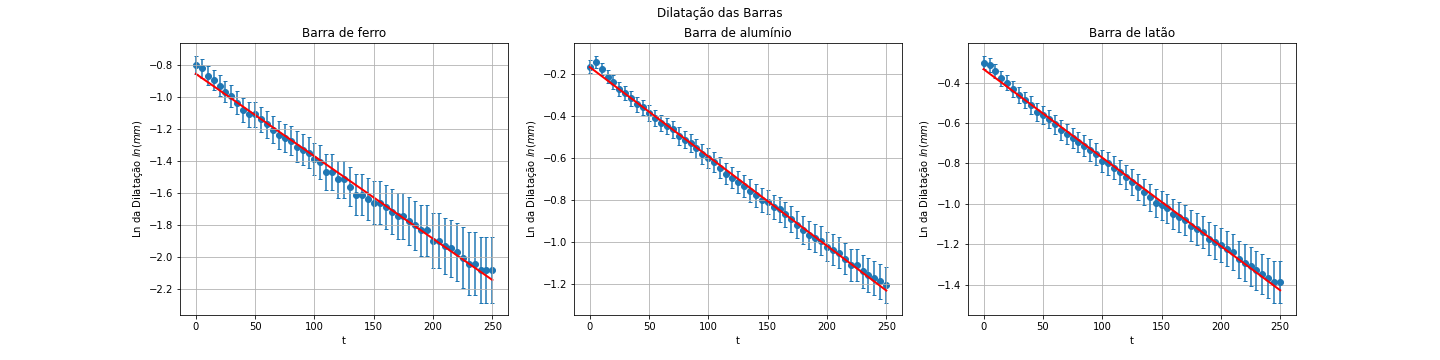 Dilatação das Barras
Barra de ferro
Ln da Dilatação ln(mm)
−0.8
−1.0
−1.2
−1.4
−1.6
−1.8
−2.0
−2.2
0 50 100 150 200 250
t
Barra de alumínio
Ln da Dilatação ln(mm)
−0.2
−0.4
−0.6
−0.8
−1.0
−1.2
0 50 100 150 200 250
t
Barra de latão
Ln da Dilatação ln(mm)
−0.4
−0.6
−0.8
−1.0
−1.2
−1.4
0 50 100 150 200 250
t